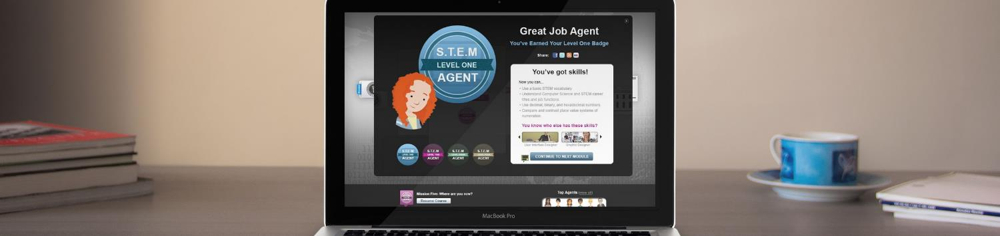 S.T.E.M
LEVEL ONE
AGENT
Great Job Agent
You've Earned Your Level One Badge
Share:
You've got skills!
Now you can...
• Use a basic STEM vocabulary
• Understand Computer Science and STEM career
titles and job functions.
• Use decimal, binary, and hexadecimal numbers
• Compare and contrast place value systems of
numeration.
You know who else has these skills?
User Interface Designer
Graphic Designer
CONTINUE TO NEXT MODULE
S.T.E.M
LEVEL ONE
AGENT
S.T.E.M
AGENT
S.T.E.M
AGENT
S.T.E.M
AGENT
Mission Five: Where are you now?
Resume Course
Top Agents (view all)
MacBook Pro